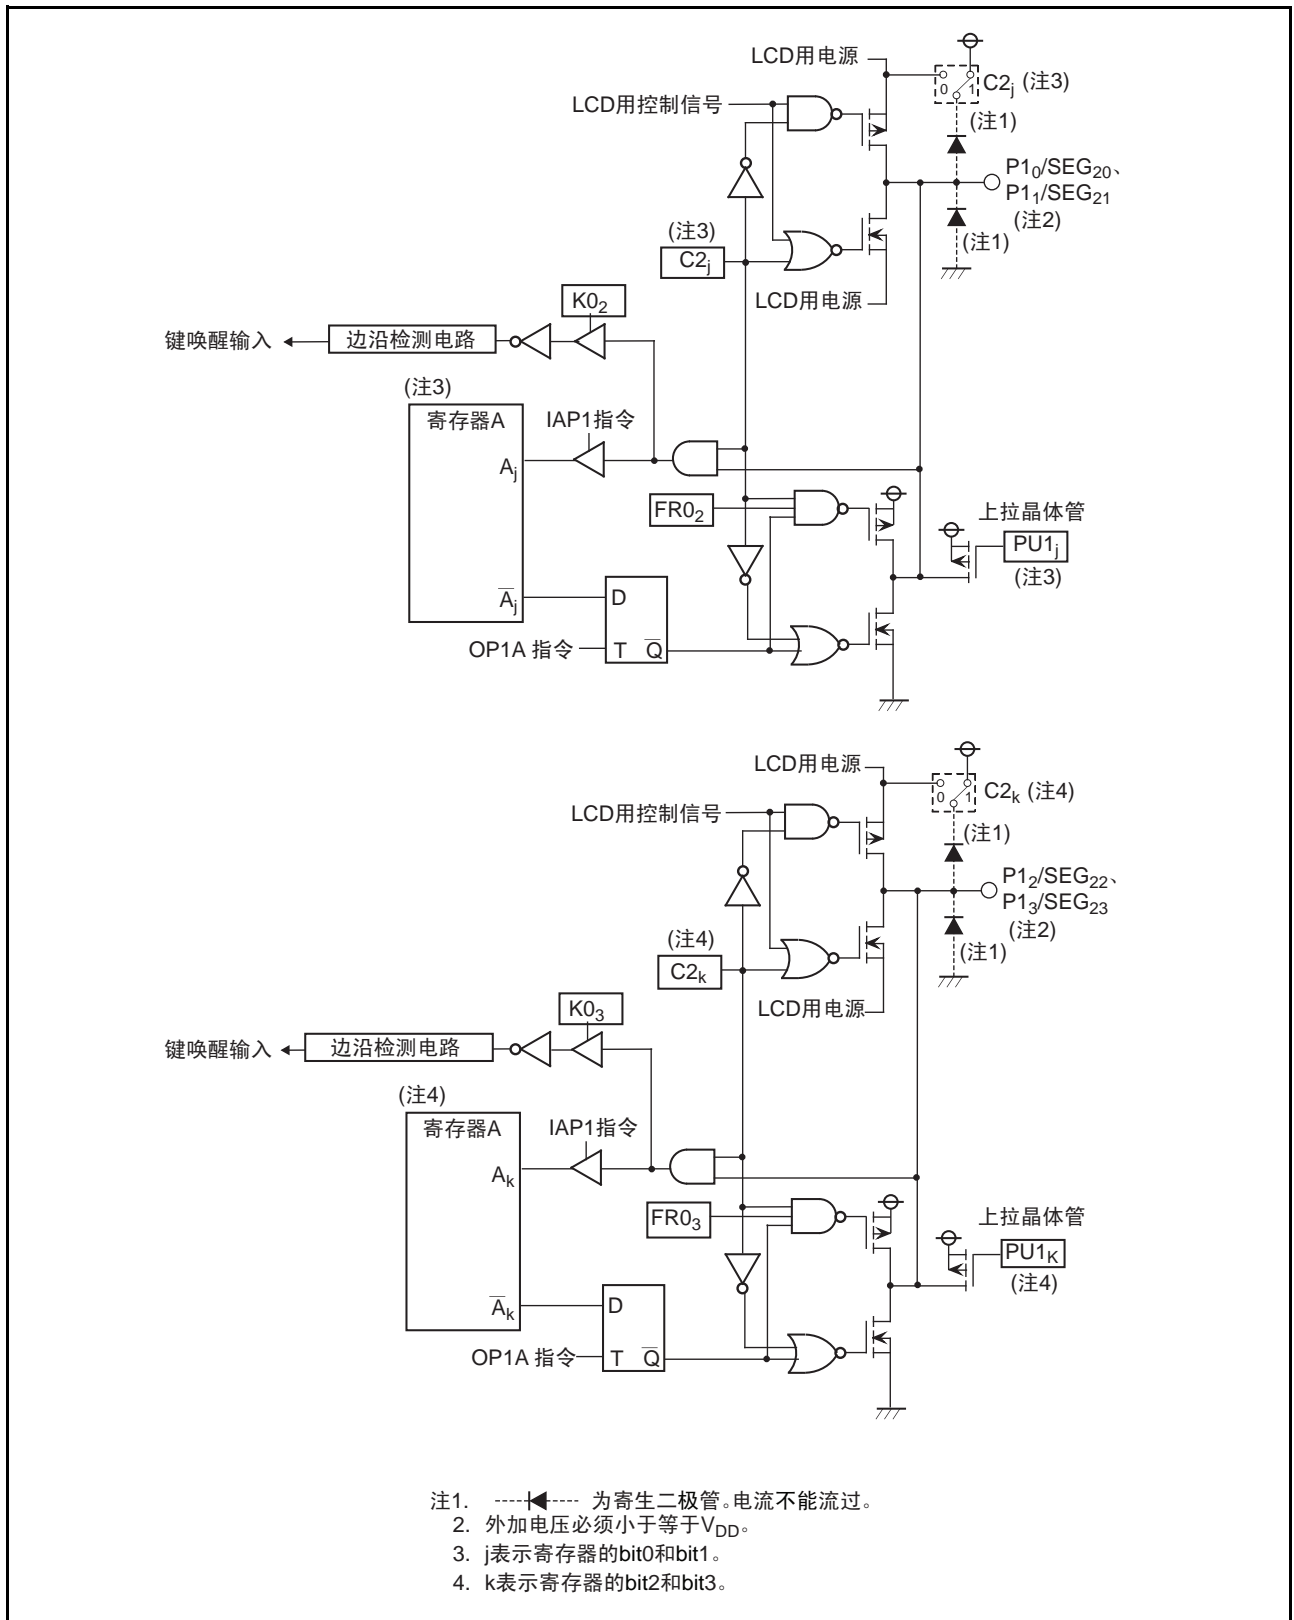 LCD用电源
0 1 C2j (注3)
LCD用控制信号
(注1)
P10/SEG20、
P11/SEG21
(注2)
(注1)
(注3)
C2j
LCD用电源
K02
键唤醒输入
边沿检测电路
(注3)
寄存器A
IAP1指令
Aj
FR02
上拉晶体管
PU1j
(注3)
A̅j
D
OP1A 指令
T Q̅
LCD用电源
0 1 C2k (注4)
LCD用控制信号
(注1)
P12/SEG22、
P13/SEG23
(注2)
(注1)
(注4)
C2k
LCD用电源
K03
键唤醒输入
边沿检测电路
(注4)
寄存器A
IAP1指令
Ak
FR03
上拉晶体管
PU1K
(注4)
A̅k
D
OP1A 指令
T Q̅
注1. 为寄生二极管。电流不能流过。
2. 外加电压必须小于等于VDD。
3. j表示寄存器的bit0和bit1。
4. k表示寄存器的bit2和bit3。